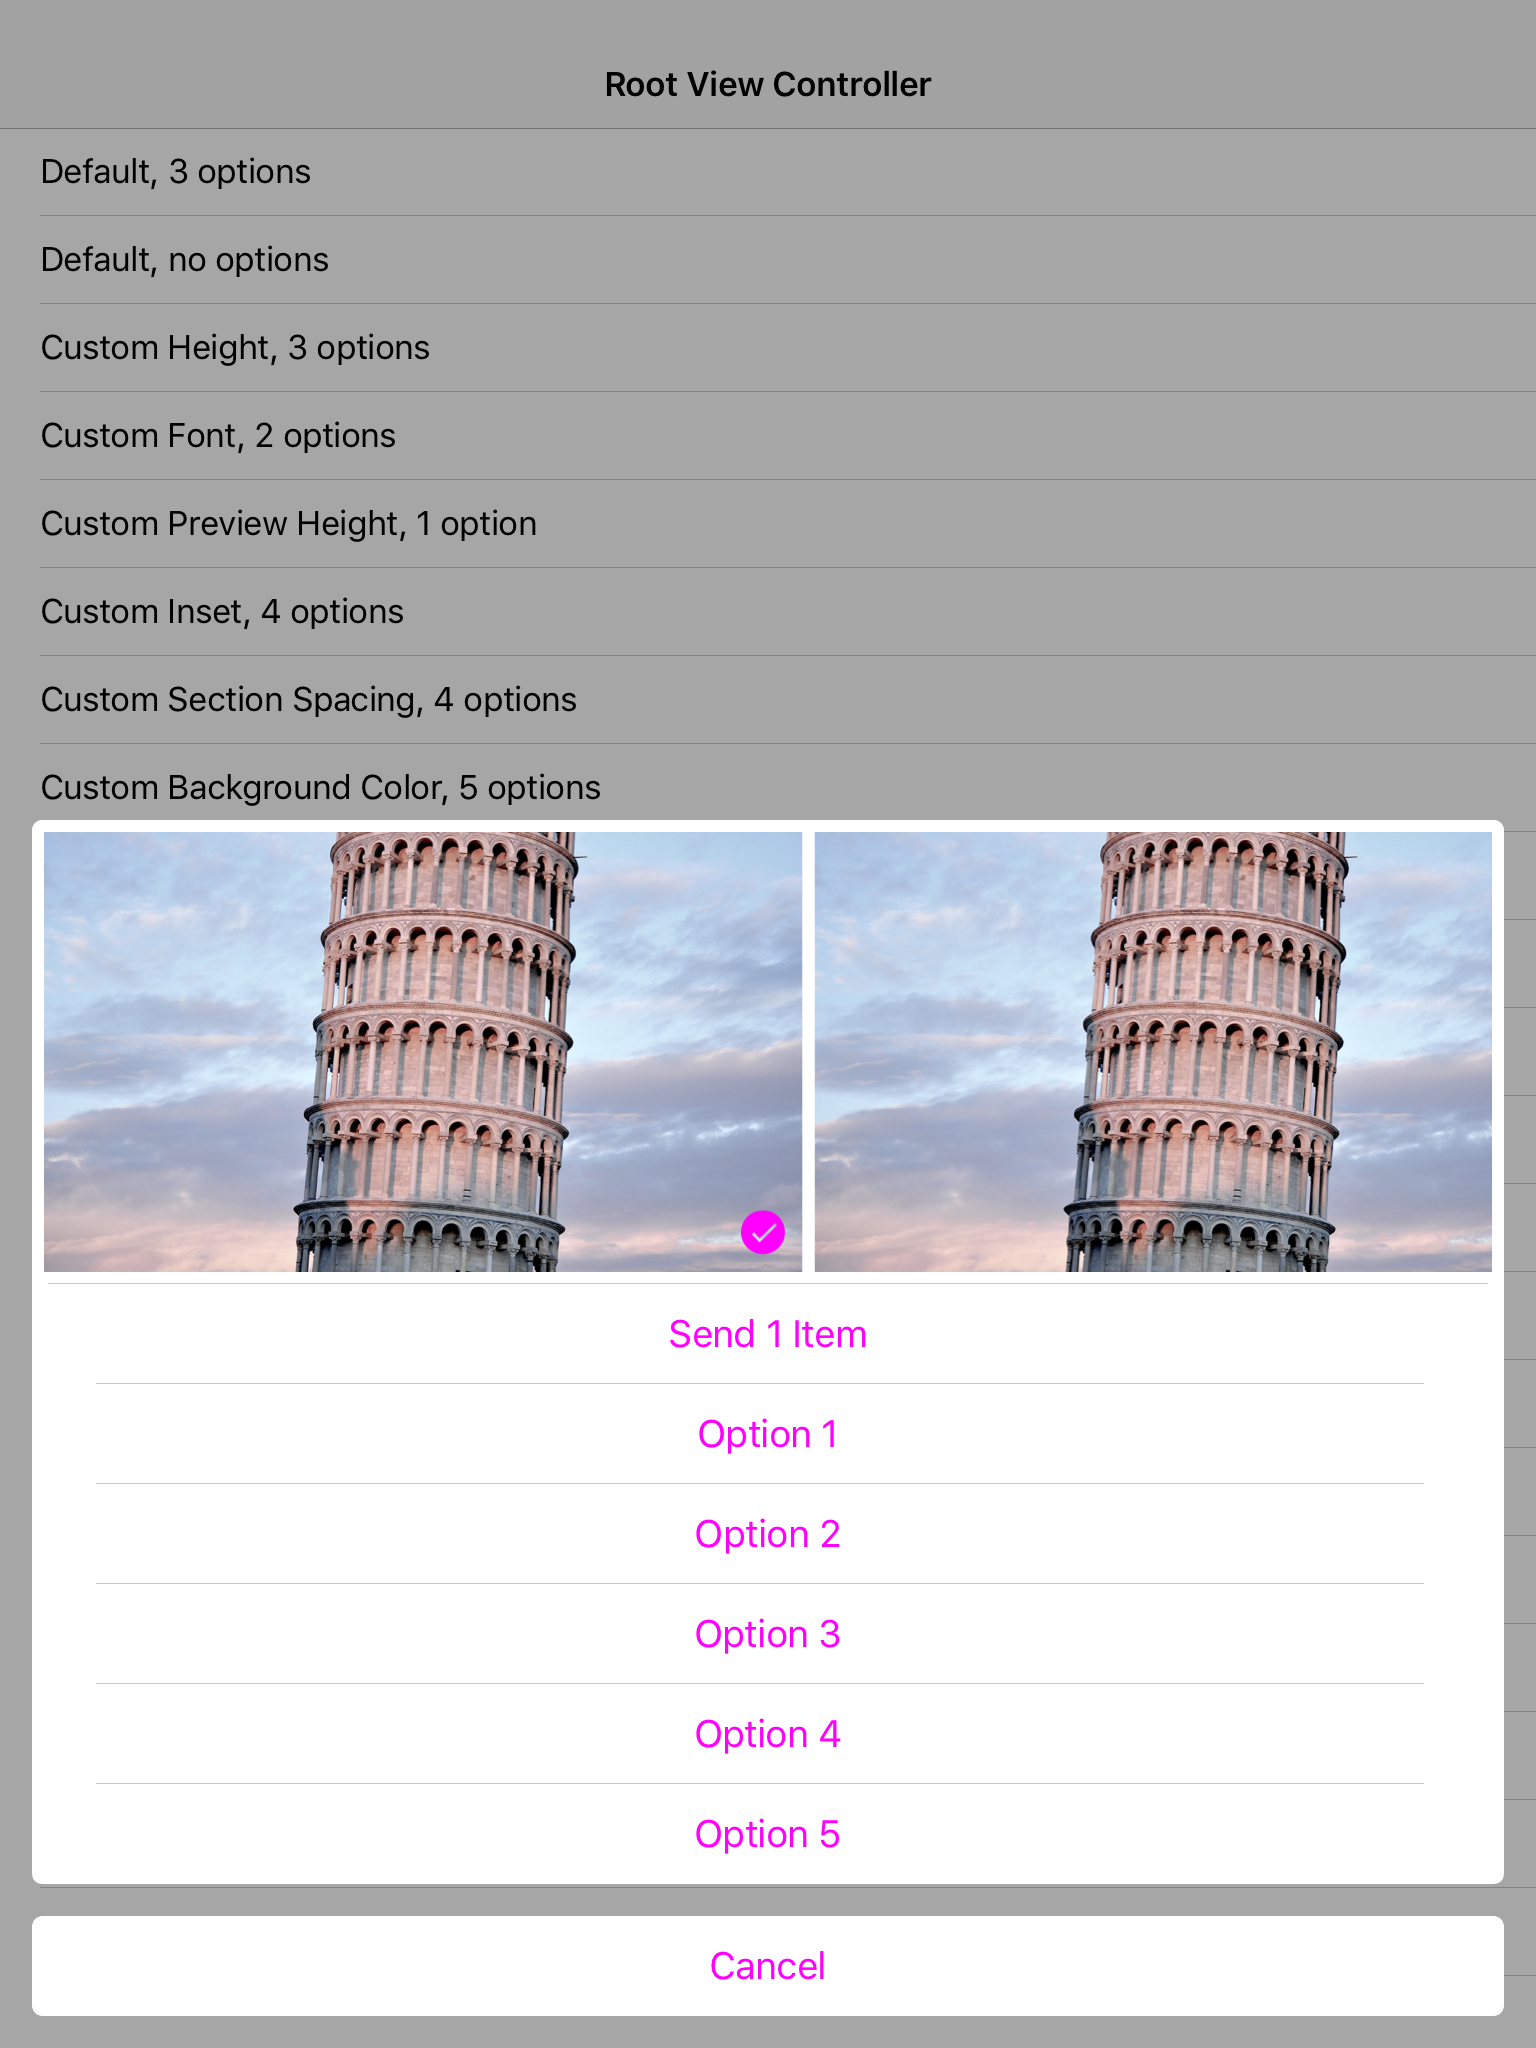 Root View Controller
Default, 3 options
Default, no options
Custom Height, 3 options
Custom Font, 2 options
Custom Preview Height, 1 option
Custom Inset, 4 options
Custom Section Spacing, 4 options
Custom Background Color, 5 options
Send 1 Item
Option 1
Option 2
Option 3
Option 4
Option 5
Cancel